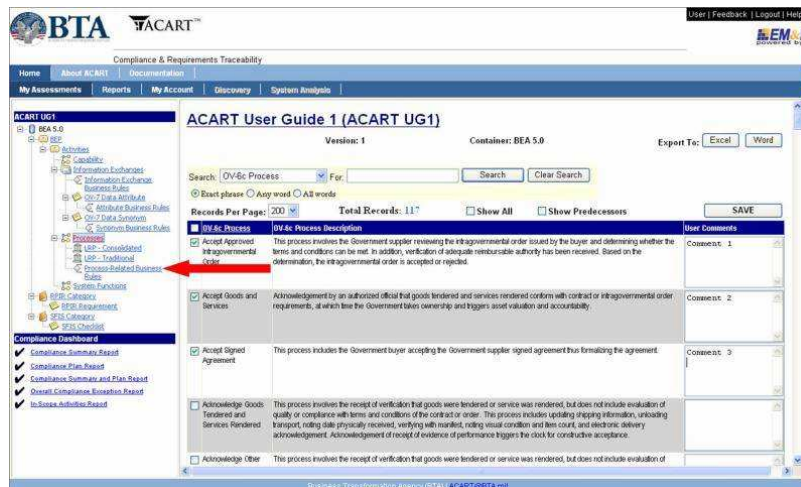 User | Feedback | Logout | Help
BTA
ACART™
Compliance & Requirements Traceability
powered by
Home | About ACART | Documentation
My Assessments | Reports | My Account | Discovery | System Analysis
ACART UG1
BEA 5.0
BEP
Activities
Capability
Information Exchanges
Information Exchange
Business Rules
OV-7 Data Attribute
Attribute Business Rules
OV-7 Data Synonym
Synonym Business Rules
Processes
LRP - Consolidated
LRP - Traditional
Process-Related Business
Rules
System Functions
RFIRI Requirement
SFIS Category
SFIS Checklist
Compliance Dashboard
Compliance Summary Report
Compliance Plan Report
Compliance Summary and Plan Report
Overall Compliance Exception Report
In-Scope Activities Report
ACART User Guide 1 (ACART UG1)
Version: 1
Container: BEA 5.0
Export To: Excel Word
Search: OV-6c Process For: Search Clear Search
Exact phrase Any word All words
Records Per Page: 200 Total Records: 117 Show All Show Predecessors SAVE
OV-6c Process OV-6c Process Description User Comments
Accept Approved
Intragovernmental
Order
This process involves the Government supplier reviewing the intragovernmental order issued by the buyer and determining whether the
terms and conditions can be met. In addition, verification of adequate reimbursable authority has been received. Based on the
determination, the intragovernmental order is accepted or rejected.
Comment 1
Accept Goods and
Services
Acknowledgement by an authorized official that goods tendered and services rendered conform with contract or intragovernmental order
requirements, at which time the Government takes ownership and triggers asset valuation and accountability.
Comment 2
Accept Signed
Agreement
This process includes the Government buyer accepting the Government supplier signed agreement thus formalizing the agreement.
Comment 3
Acknowledge Goods
Tendered and
Services Rendered
This process involves the receipt of verification that goods were tendered or service was rendered, but does not include evaluation of
quality or compliance with terms and conditions of the contract or order. This process includes updating shipping information, unloading
transport, noting date physically received, verifying with manifest, noting visual condition and item count, and electronic delivery
acknowledgement. Acknowledgement of receipt of evidence of performance triggers the clock for constructive acceptance.
Acknowledge Other
This process involves the receipt of verification that goods were tendered or service was rendered, but does not include evaluation of
Business Transformation Agency (BTA) | ACART@BTA.mil